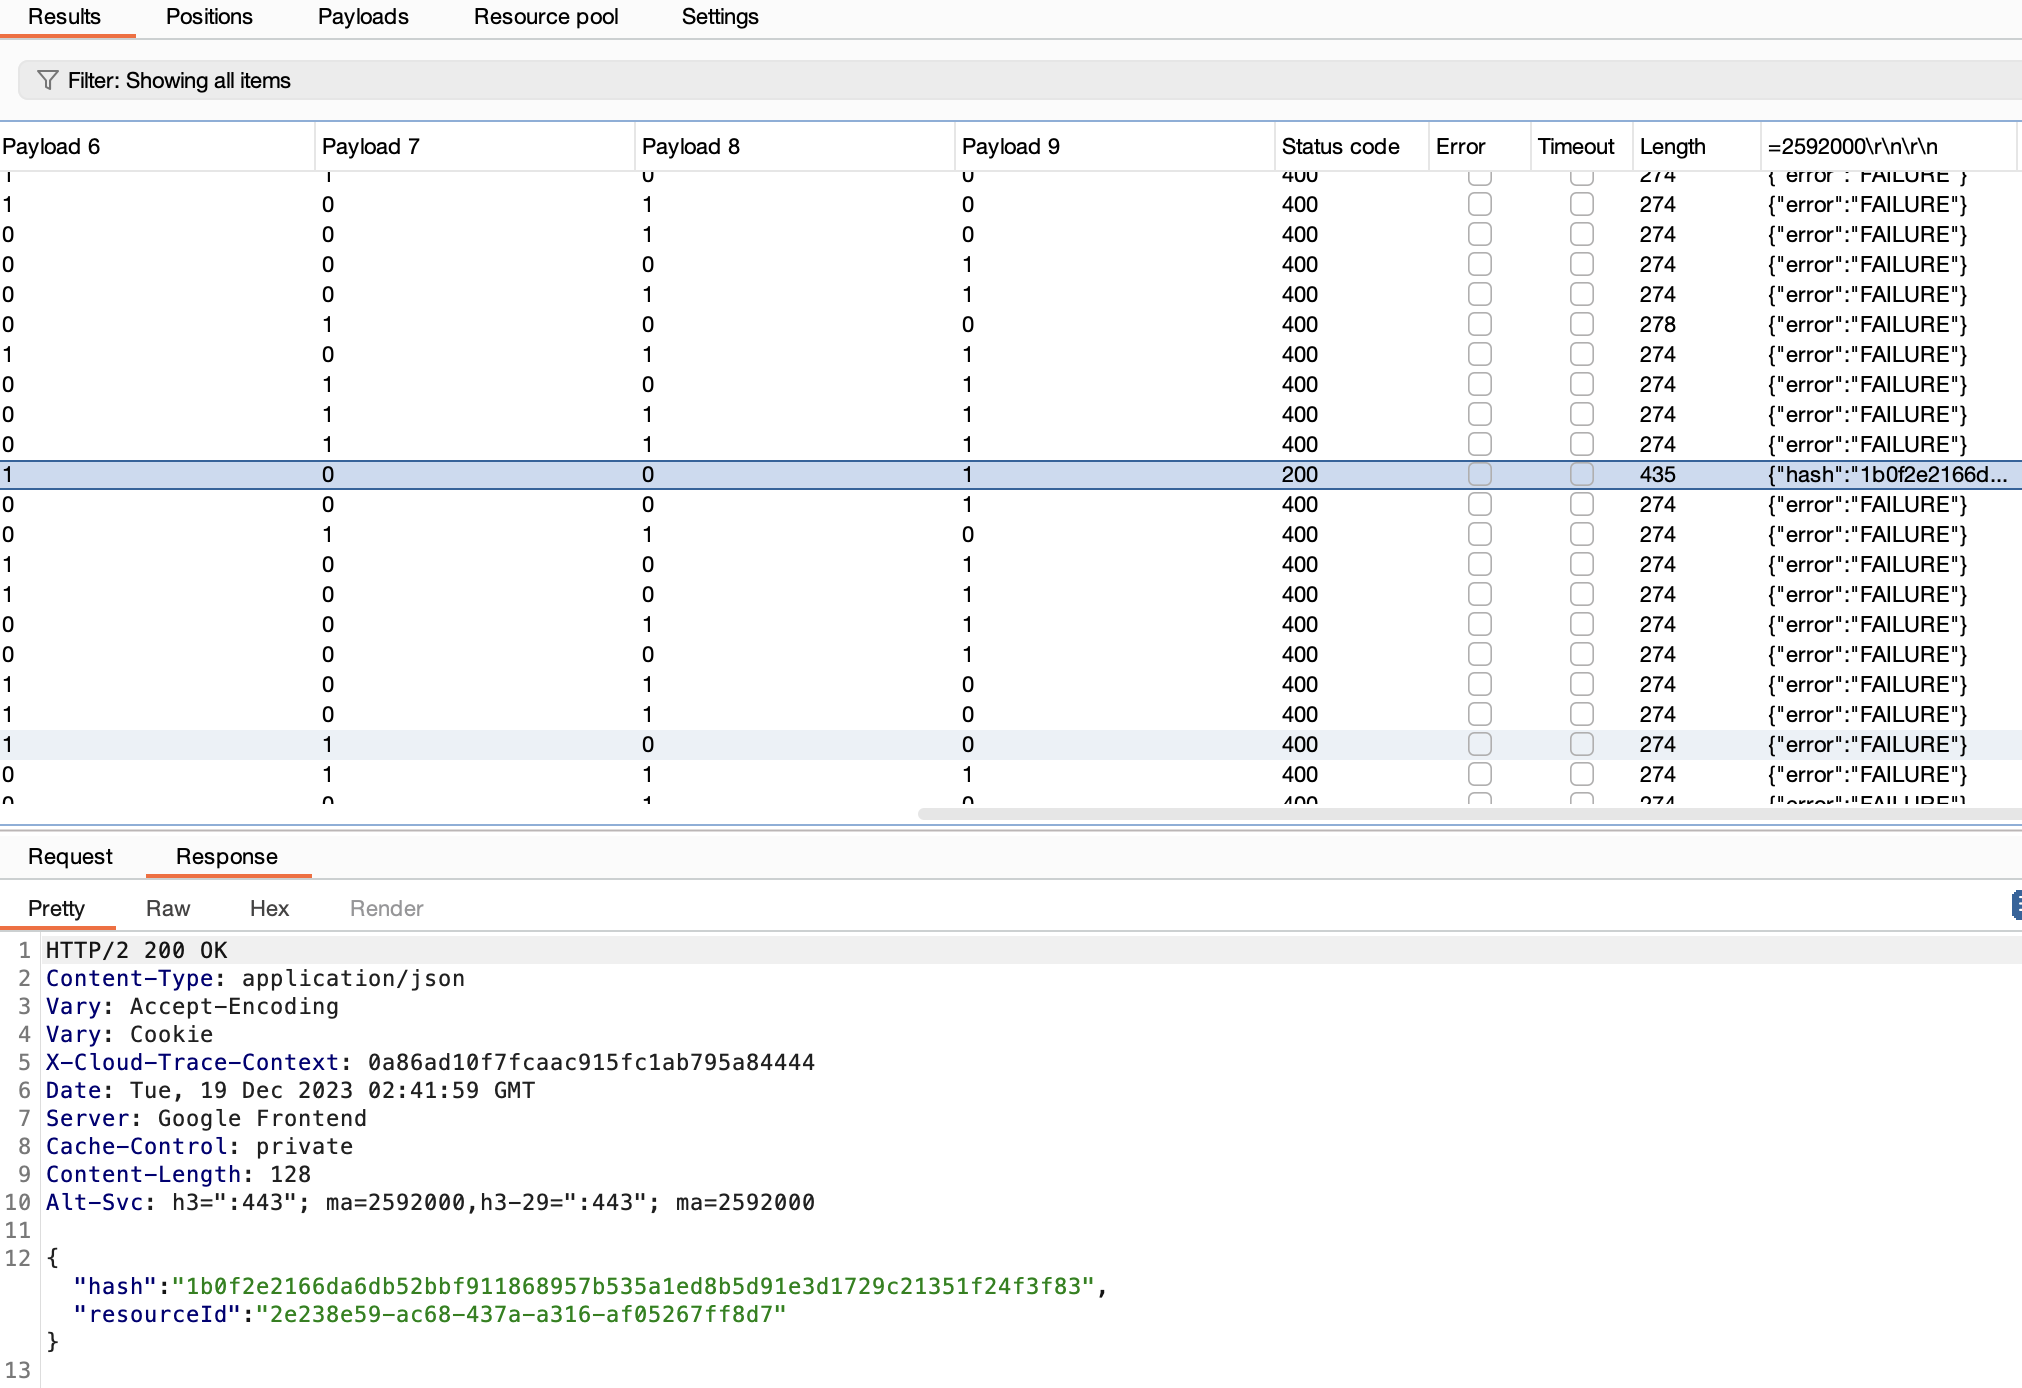 Results Positions Payloads Resource pool Settings
Filter: Showing all items
Payload 6 Payload 7 Payload 8 Payload 9 Status code Error Timeout Length =2592000\r\n\r\n
1 1 0 0 400 274 {"error":"FAILURE"}
1 0 1 0 400 274 {"error":"FAILURE"}
0 0 1 0 400 274 {"error":"FAILURE"}
0 0 0 1 400 274 {"error":"FAILURE"}
0 0 1 1 400 274 {"error":"FAILURE"}
0 1 0 0 400 278 {"error":"FAILURE"}
1 0 1 1 400 274 {"error":"FAILURE"}
0 1 0 1 400 274 {"error":"FAILURE"}
0 1 1 1 400 274 {"error":"FAILURE"}
0 1 1 1 400 274 {"error":"FAILURE"}
1 0 0 1 200 435 {"hash":"1b0f2e2166d...
0 0 0 1 400 274 {"error":"FAILURE"}
0 1 1 0 400 274 {"error":"FAILURE"}
1 0 0 1 400 274 {"error":"FAILURE"}
1 0 0 1 400 274 {"error":"FAILURE"}
0 0 1 1 400 274 {"error":"FAILURE"}
0 0 0 1 400 274 {"error":"FAILURE"}
1 0 1 0 400 274 {"error":"FAILURE"}
1 0 1 0 400 274 {"error":"FAILURE"}
1 1 0 0 400 274 {"error":"FAILURE"}
0 1 1 1 400 274 {"error":"FAILURE"}
0 0 1 0 400 274 {"error":"FAILURE"}
Request Response
Pretty Raw Hex Render
1 HTTP/2 200 OK
2 Content-Type: application/json
3 Vary: Accept-Encoding
4 Vary: Cookie
5 X-Cloud-Trace-Context: 0a86ad10f7fcaac915fc1ab795a84444
6 Date: Tue, 19 Dec 2023 02:41:59 GMT
7 Server: Google Frontend
8 Cache-Control: private
9 Content-Length: 128
10 Alt-Svc: h3=":443"; ma=2592000,h3-29=":443"; ma=2592000
11
12 {
"hash":"1b0f2e2166da6db52bbf911868957b535a1ed8b5d91e3d1729c21351f24f3f83",
"resourceId":"2e238e59-ac68-437a-a316-af05267ff8d7"
}
13